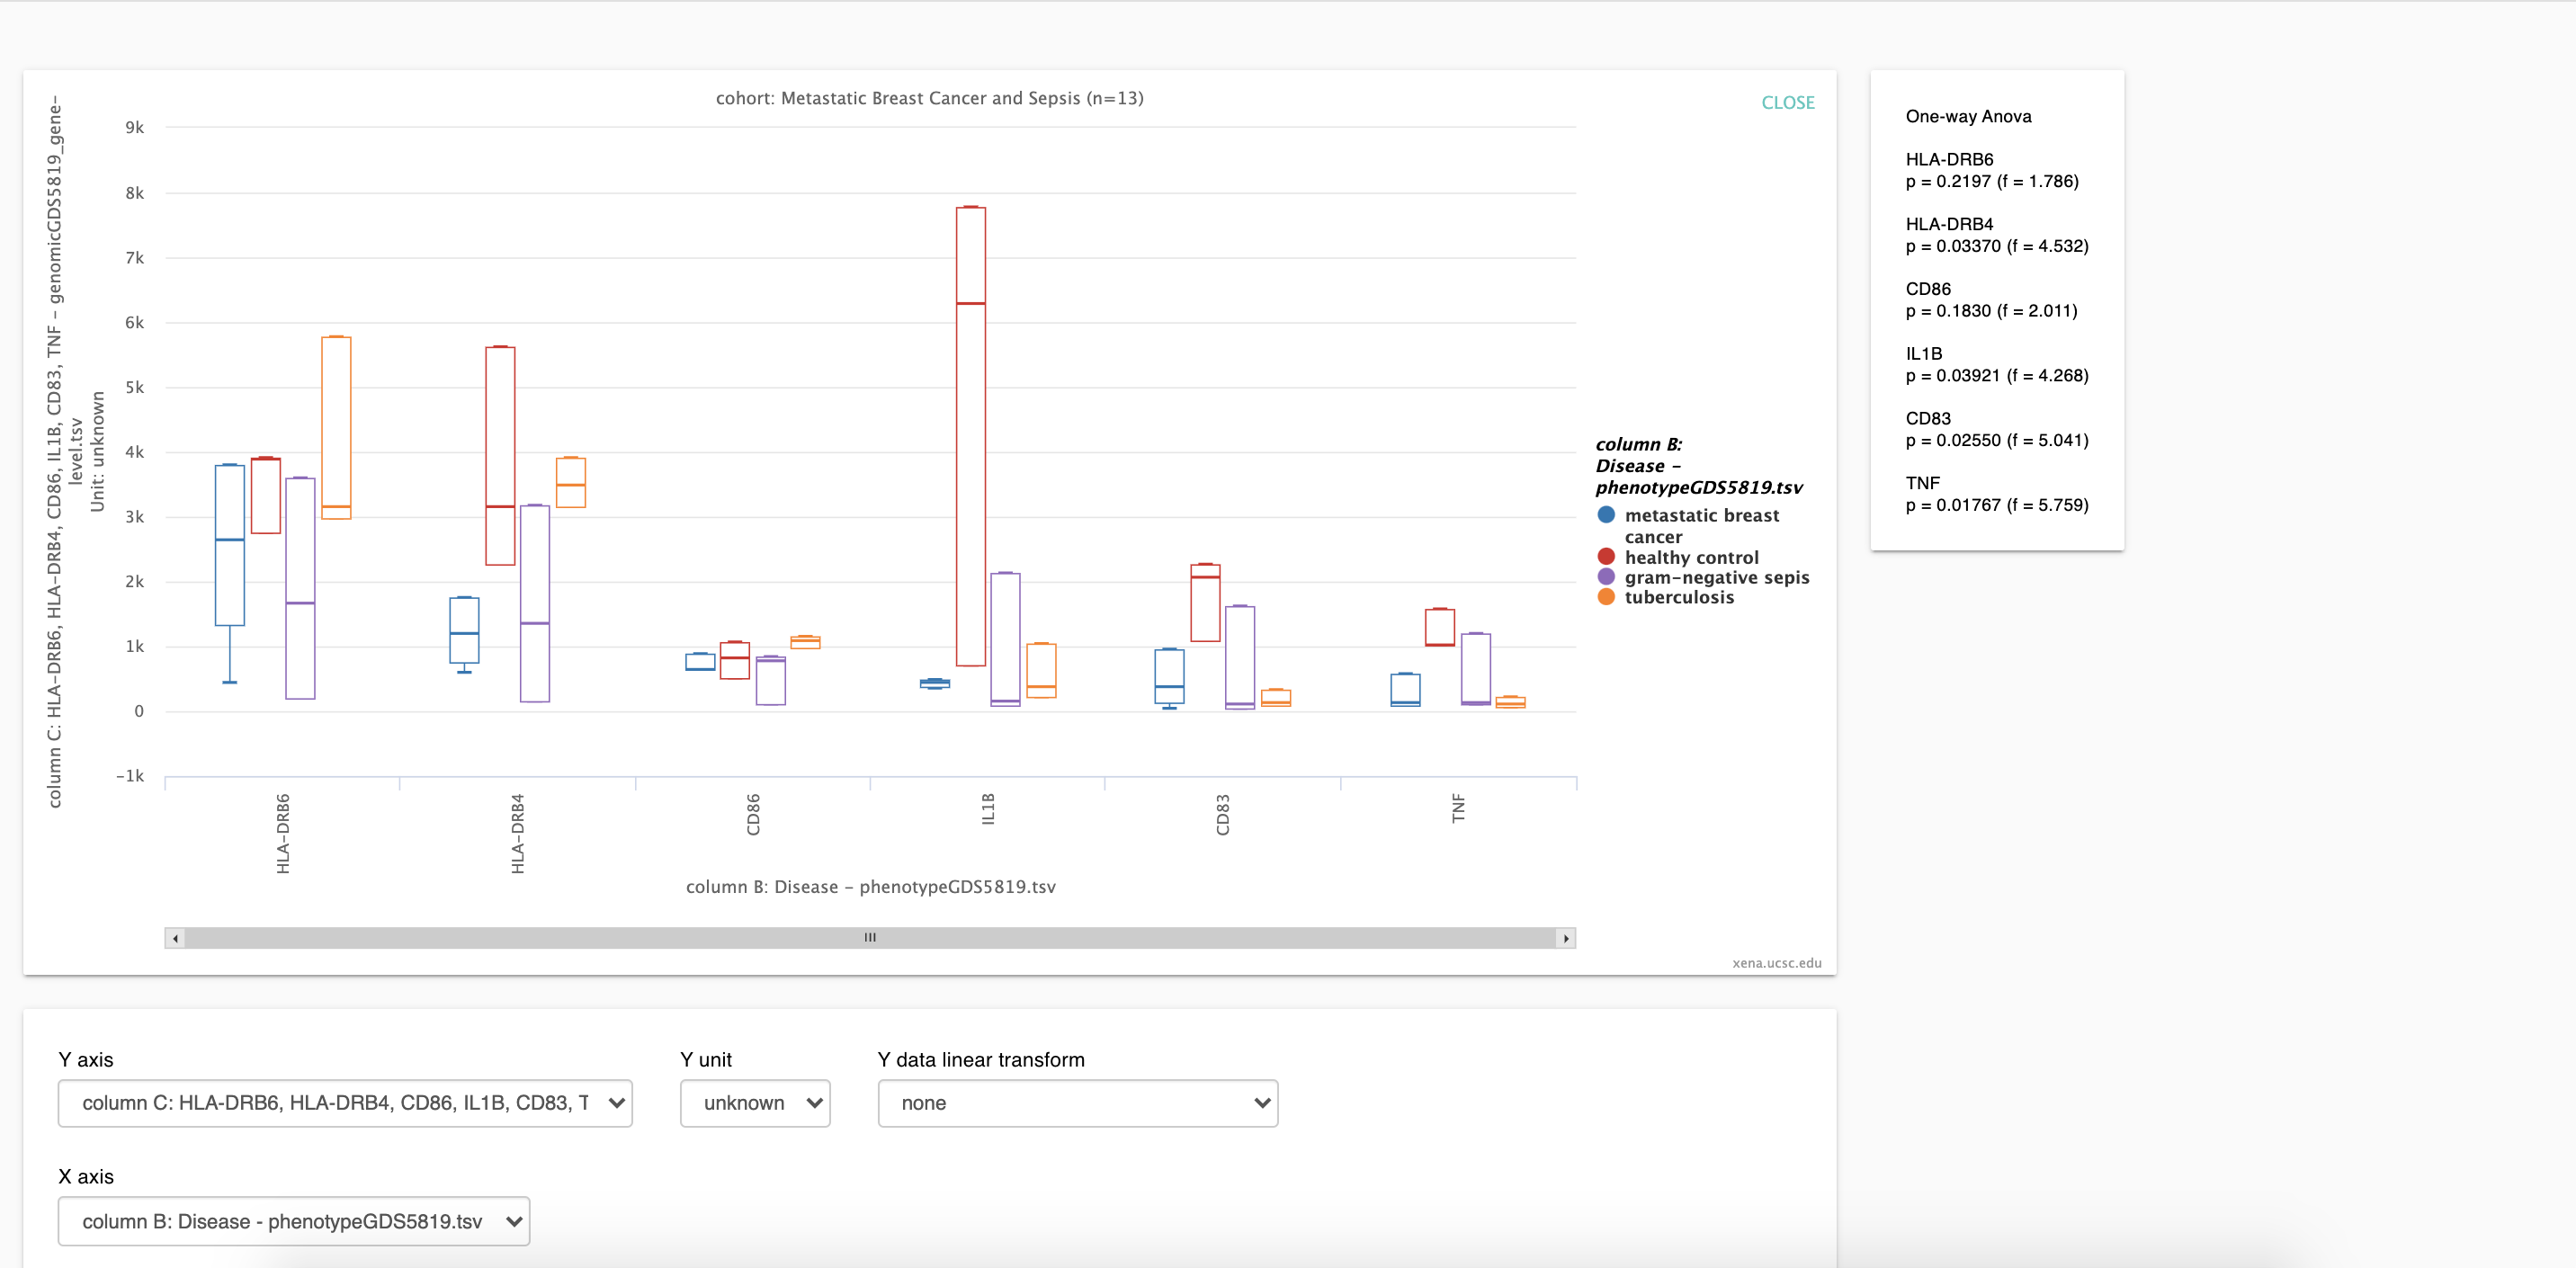 cohort: Metastatic Breast Cancer and Sepsis (n=13)
CLOSE
column C: HLA-DRB6, HLA-DRB4, CD86, IL1B, CD83, TNF - genomicGDS5819_gene-
level.tsv
Unit: unknown
9k
8k
7k
6k
5k
4k
3k
2k
1k
0
-1k
HLA-DRB6
HLA-DRB4
CD86
IL1B
CD83
TNF
column B: Disease - phenotypeGDS5819.tsv
column B:
Disease -
phenotypeGDS5819.tsv
metastatic breast
cancer
healthy control
gram-negative sepis
tuberculosis
xena.ucsc.edu
One-way Anova
HLA-DRB6
p = 0.2197 (f = 1.786)
HLA-DRB4
p = 0.03370 (f = 4.532)
CD86
p = 0.1830 (f = 2.011)
IL1B
p = 0.03921 (f = 4.268)
CD83
p = 0.02550 (f = 5.041)
TNF
p = 0.01767 (f = 5.759)
Y axis
column C: HLA-DRB6, HLA-DRB4, CD86, IL1B, CD83, T
Y unit
unknown
Y data linear transform
none
X axis
column B: Disease - phenotypeGDS5819.tsv